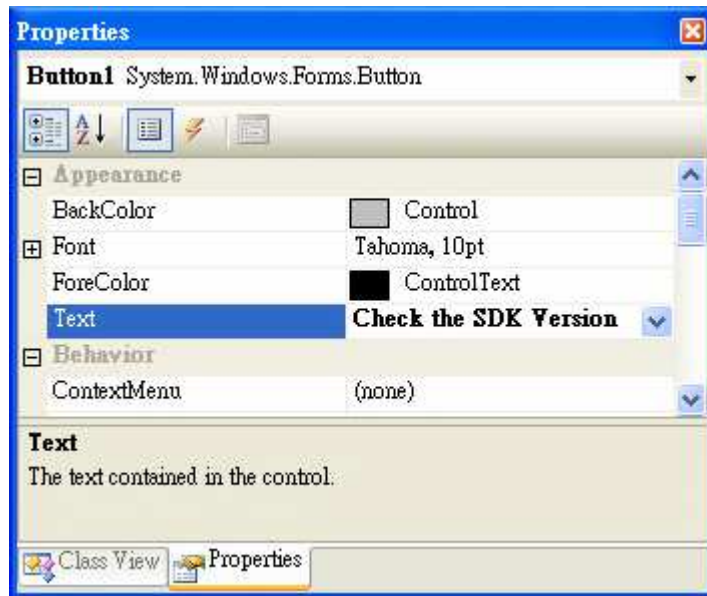 Properties
Button1 System.Windows.Forms.Button
A Z
Appearance
BackColor Control
Font Tahoma, 10pt
ForeColor ControlText
Text Check the SDK Version
Behavior
ContextMenu (none)
Text
The text contained in the control.
Class View Properties